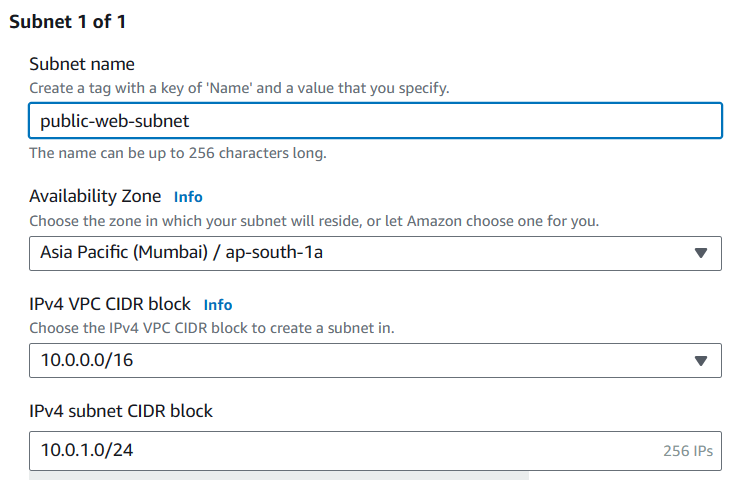 Subnet 1 of 1
Subnet name
Create a tag with a key of 'Name' and a value that you specify.
public-web-subnet
The name can be up to 256 characters long.
Availability Zone Info
Choose the zone in which your subnet will reside, or let Amazon choose one for you.
Asia Pacific (Mumbai) / ap-south-1a
IPv4 VPC CIDR block Info
Choose the IPv4 VPC CIDR block to create a subnet in.
10.0.0.0/16
IPv4 subnet CIDR block
10.0.1.0/24 256 IPs